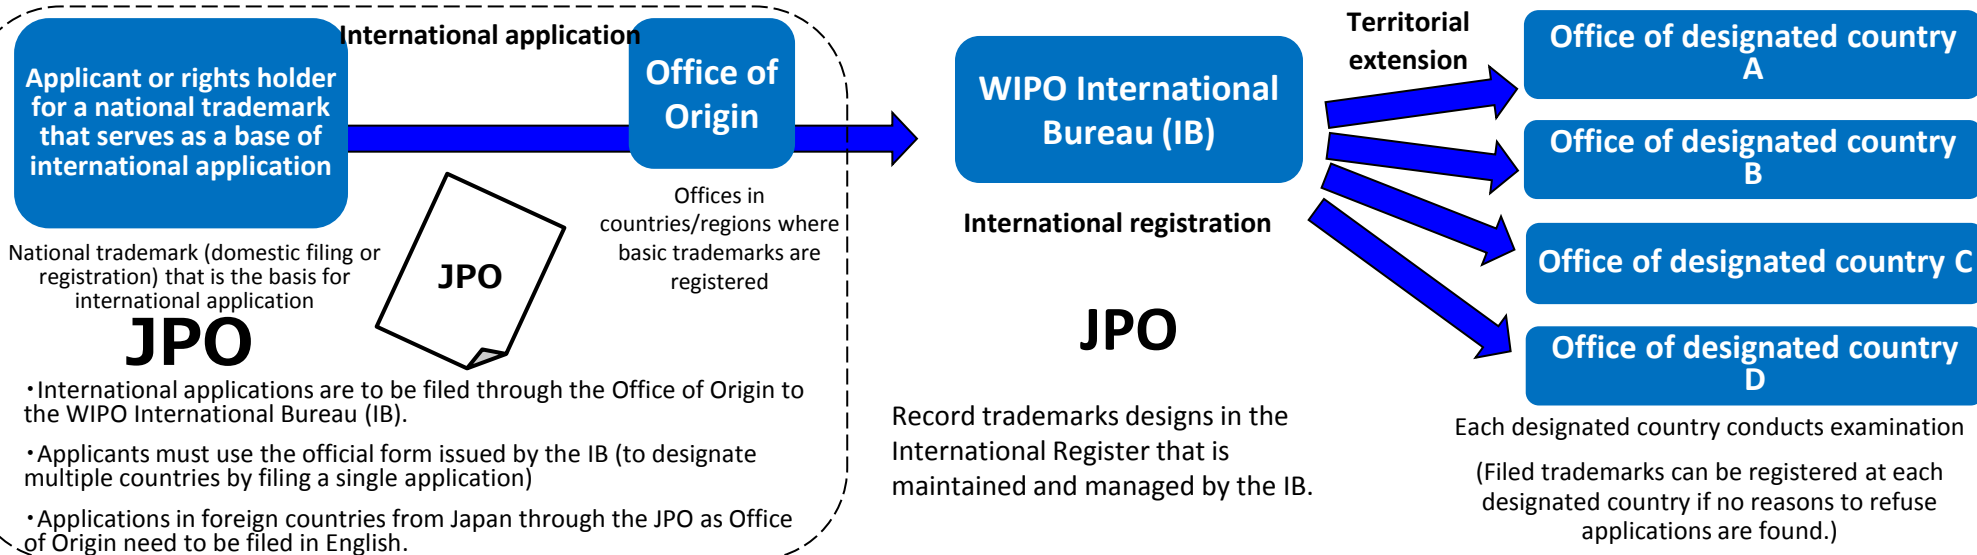 International application
Applicant or rights holder
for a national trademark
that serves as a base of
international application
Office of
Origin
National trademark (domestic filing or
registration) that is the basis for
international application
JPO
JPO
Offices in
countries/regions where
basic trademarks are
registered
・International applications are to be filed through the Office of Origin to
the WIPO International Bureau (IB).
・Applicants must use the official form issued by the IB (to designate
multiple countries by filing a single application)
・Applications in foreign countries from Japan through the JPO as Office
of Origin need to be filed in English.
WIPO International
Bureau (IB)
International registration
JPO
Record trademarks designs in the
International Register that is
maintained and managed by the IB.
Territorial
extension
Office of designated country
A
Office of designated country
B
Office of designated country C
Office of designated country
D
Each designated country conducts examination
(Filed trademarks can be registered at each
designated country if no reasons to refuse
applications are found.)